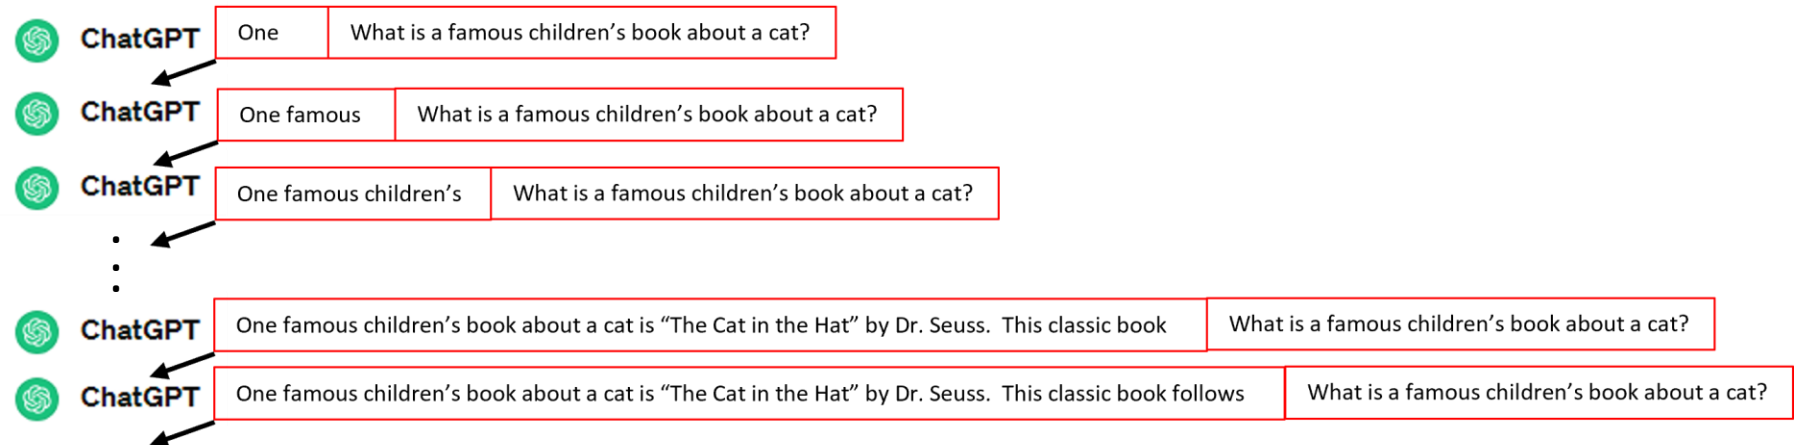 ChatGPT One What is a famous children’s book about a cat?
ChatGPT One famous What is a famous children’s book about a cat?
ChatGPT One famous children’s What is a famous children’s book about a cat?
ChatGPT One famous children’s book about a cat is “The Cat in the Hat” by Dr. Seuss.  This classic book What is a famous children’s book about a cat?
ChatGPT One famous children’s book about a cat is “The Cat in the Hat” by Dr. Seuss.  This classic book follows What is a famous children’s book about a cat?